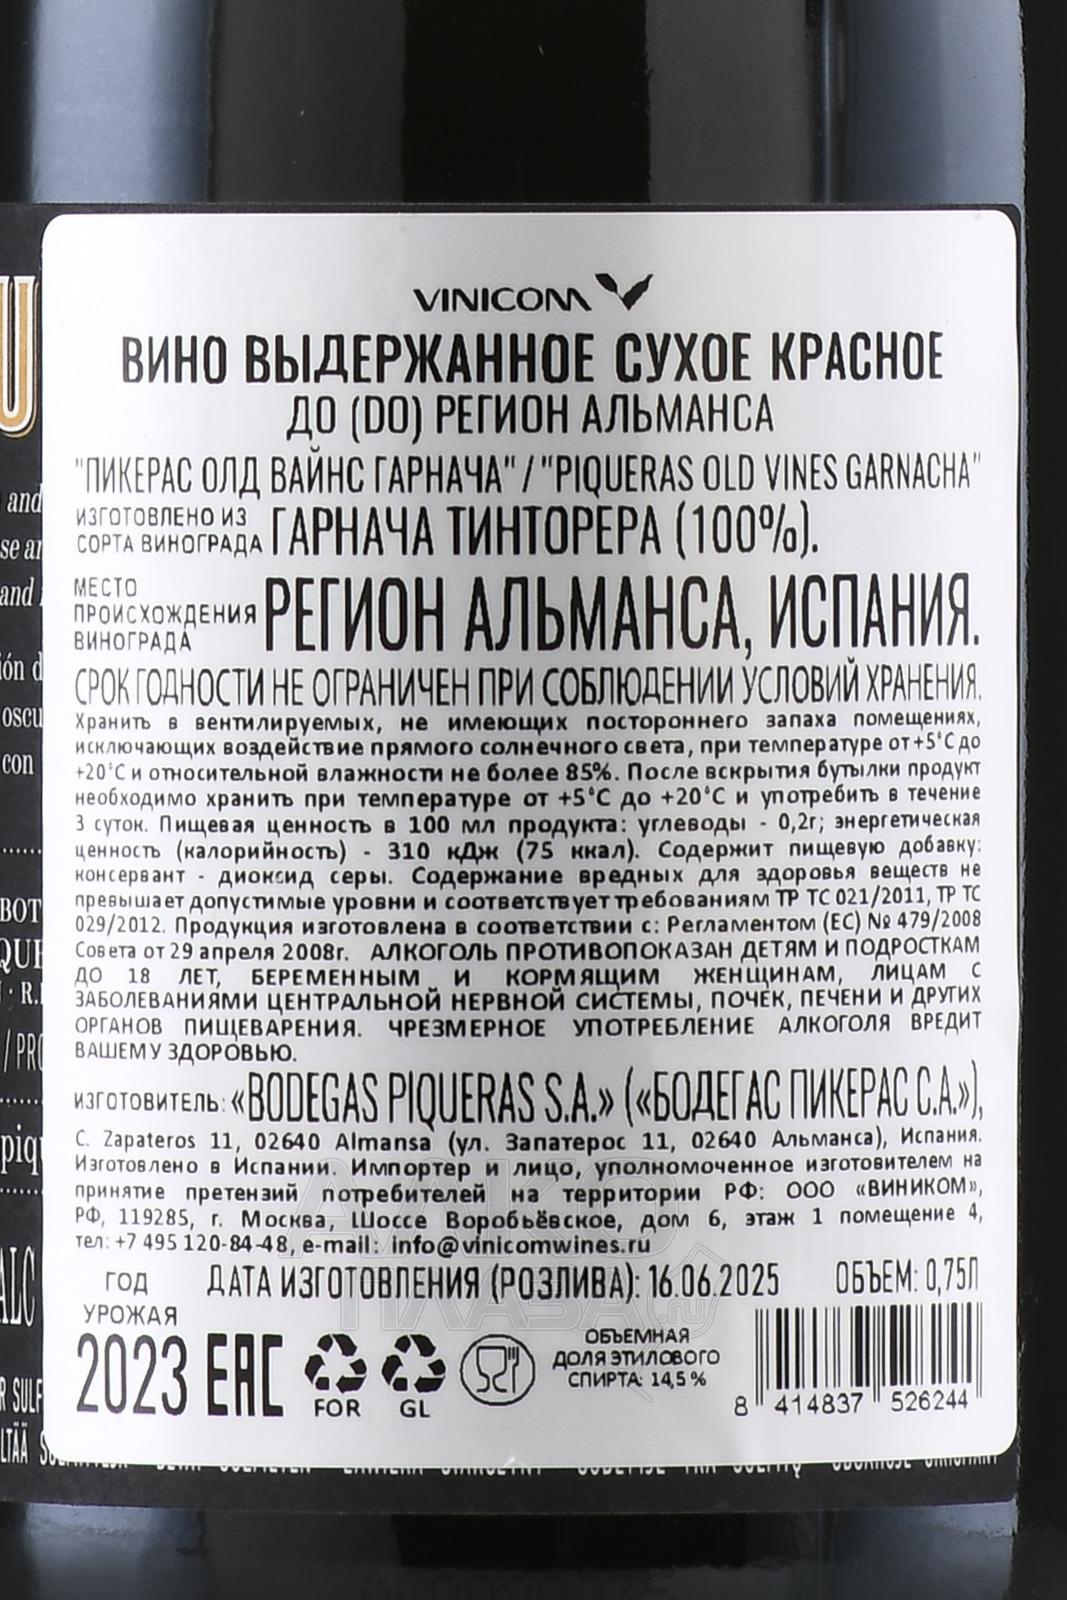 VINICOM
ВИНО ВЫДЕРЖАННОЕ СУХОЕ КРАСНОЕ
ДО (DO) РЕГИОН АЛЬМАНСА
"ПИКЕРАС ОЛД ВАЙНС ГАРНАЧА" / "PIQUERAS OLD VINES GARNACHA"
ИЗГОТОВЛЕНО ИЗ СОРТА ВИНОГРАДА ГАРНАЧА ТИНТОРЕРА (100%).
МЕСТО ПРОИСХОЖДЕНИЯ ВИНОГРАДА РЕГИОН АЛЬМАНСА, ИСПАНИЯ.
СРОК ГОДНОСТИ НЕ ОГРАНИЧЕН ПРИ СОБЛЮДЕНИИ УСЛОВИЙ ХРАНЕНИЯ.
Хранить в вентилируемых, не имеющих постороннего запаха помещениях,
исключающих воздействие прямого солнечного света, при температуре от +5°С до
+20°С и относительной влажности не более 85%. После вскрытия бутылки продукт
необходимо хранить при температуре от +5°С до +20°С и употребить в течение
3 суток. Пищевая ценность в 100 мл продукта: углеводы - 0,2г; энергетическая
ценность (калорийность) - 310 кДж (75 ккал). Содержит пищевую добавку:
консервант - диоксид серы. Содержание вредных для здоровья веществ не
превышает допустимые уровни и соответствует требованиям ТР ТС 021/2011, ТР ТС
029/2012. Продукция изготовлена в соответствии с: Регламентом (ЕС) № 479/2008
Совета от 29 апреля 2008г. АЛКОГОЛЬ ПРОТИВОПОКАЗАН ДЕТЯМ И ПОДРОСТКАМ
ДО 18 ЛЕТ, БЕРЕМЕННЫМ И КОРМЯЩИМ ЖЕНЩИНАМ, ЛИЦАМ С
ЗАБОЛЕВАНИЯМИ ЦЕНТРАЛЬНОЙ НЕРВНОЙ СИСТЕМЫ, ПОЧЕК, ПЕЧЕНИ И ДРУГИХ
ОРГАНОВ ПИЩЕВАРЕНИЯ. ЧРЕЗМЕРНОЕ УПОТРЕБЛЕНИЕ АЛКОГОЛЯ ВРЕДИТ
ВАШЕМУ ЗДОРОВЬЮ.
ИЗГОТОВИТЕЛЬ: «BODEGAS PIQUERAS S.A.» («БОДЕГАС ПИКЕРАС С.А.»),
C. Zapateros 11, 02640 Almansa (ул. Запатерос 11, 02640 Альманса), Испания.
Изготовлено в Испании. Импортер и лицо, уполномоченное изготовителем на
принятие претензий потребителей на территории РФ: ООО «ВИНИКОМ»,
РФ, 119285, г. Москва, Шоссе Воробьёвское, дом 6, этаж 1 помещение 4,
тел: +7 495 120-84-48, e-mail: info@vinicomwines.ru
ГОД УРОЖАЯ
2023
ДАТА ИЗГОТОВЛЕНИЯ (РОЗЛИВА): 16.06.2025 ОБЪЕМ: 0,75Л
EAC
FOR
GL
ОБЪЕМНАЯ
ДОЛЯ ЭТИЛОВОГО
СПИРТА: 14,5 %
8 414837 526244
АЛКО
ПЛАЗА .ru
U
and
and
con
/ PRO
ALC